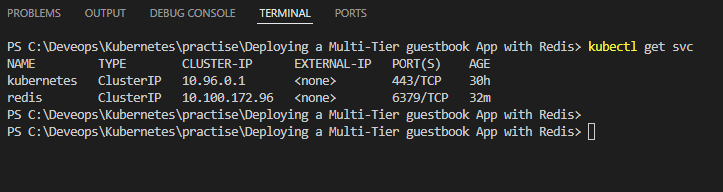 PROBLEMS OUTPUT DEBUG CONSOLE TERMINAL PORTS
PS C:\Deveops\Kubernetes\practise\Deploying a Multi-Tier guestbook App with Redis> kubectl get svc
NAME TYPE CLUSTER-IP EXTERNAL-IP PORT(S) AGE
kubernetes ClusterIP 10.96.0.1 <none> 443/TCP 30h
redis ClusterIP 10.100.172.96 <none> 6379/TCP 32m
PS C:\Deveops\Kubernetes\practise\Deploying a Multi-Tier guestbook App with Redis>
PS C:\Deveops\Kubernetes\practise\Deploying a Multi-Tier guestbook App with Redis>